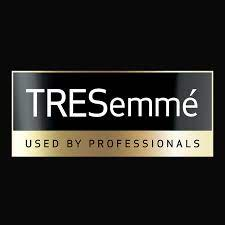 TRESemmé
USED BY PROFESSIONALS